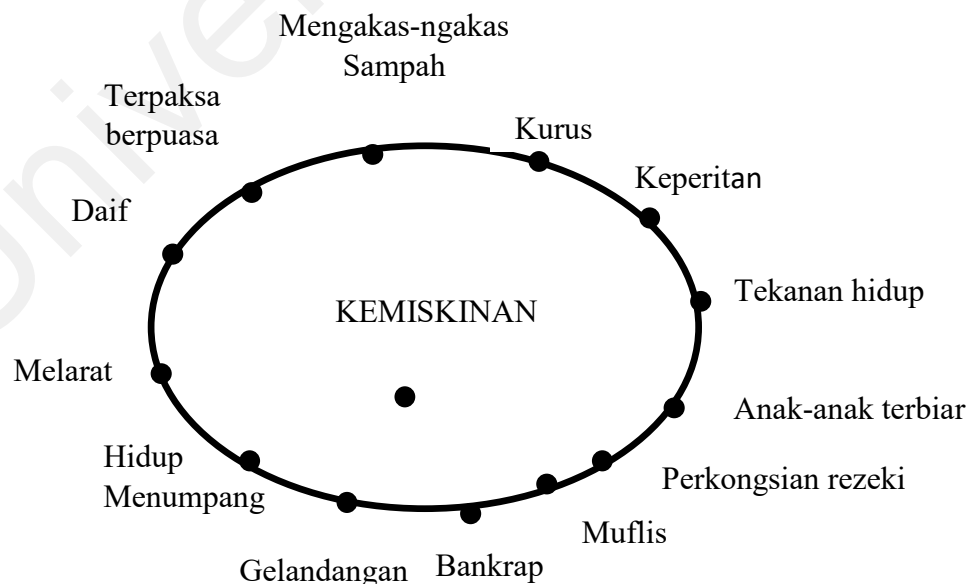 Mengakas-ngakas
Sampah
Terpaksa
berpuasa
Kurus
Keperitan
Daif
Tekanan hidup
KEMISKINAN
Melarat
Anak-anak terbiar
Hidup
Menumpang
Perkongsian rezeki
Muflis
Bankrap
Gelandangan